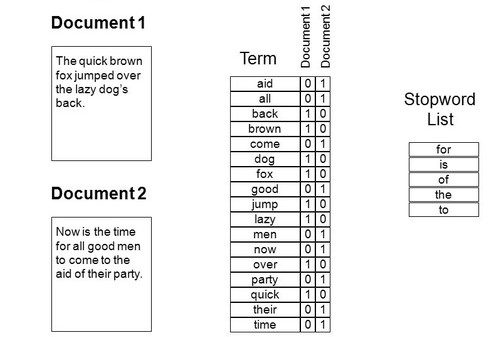 Document 1
The quick brown
fox jumped over
the lazy dog's
back.
Document 2
Now is the time
for all good men
to come to the
aid of their party.
Term Document 1 Document 2
aid 0 1
all 0 1
back 1 0
brown 1 0
come 0 1
dog 1 0
fox 1 0
good 0 1
jump 1 0
lazy 1 0
men 0 1
now 0 1
over 1 0
party 0 1
quick 1 0
their 0 1
time 0 1
Stopword
List
for
is
of
the
to